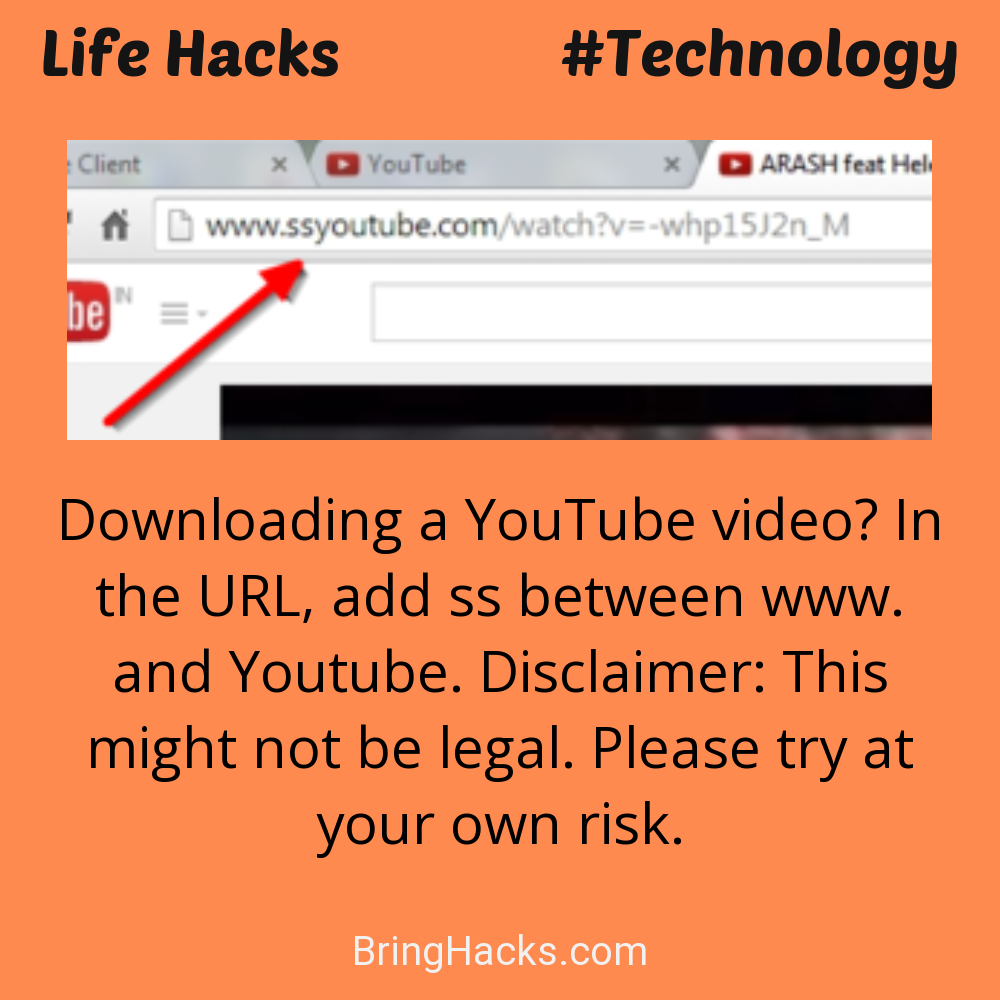 Life Hacks #Technology
e Client × YouTube × ARASH feat Hel
www.ssyoutube.com/watch?v=-whp15J2n_M
be IN
Downloading a YouTube video? In
the URL, add ss between www.
and Youtube. Disclaimer: This
might not be legal. Please try at
your own risk.
BringHacks.com